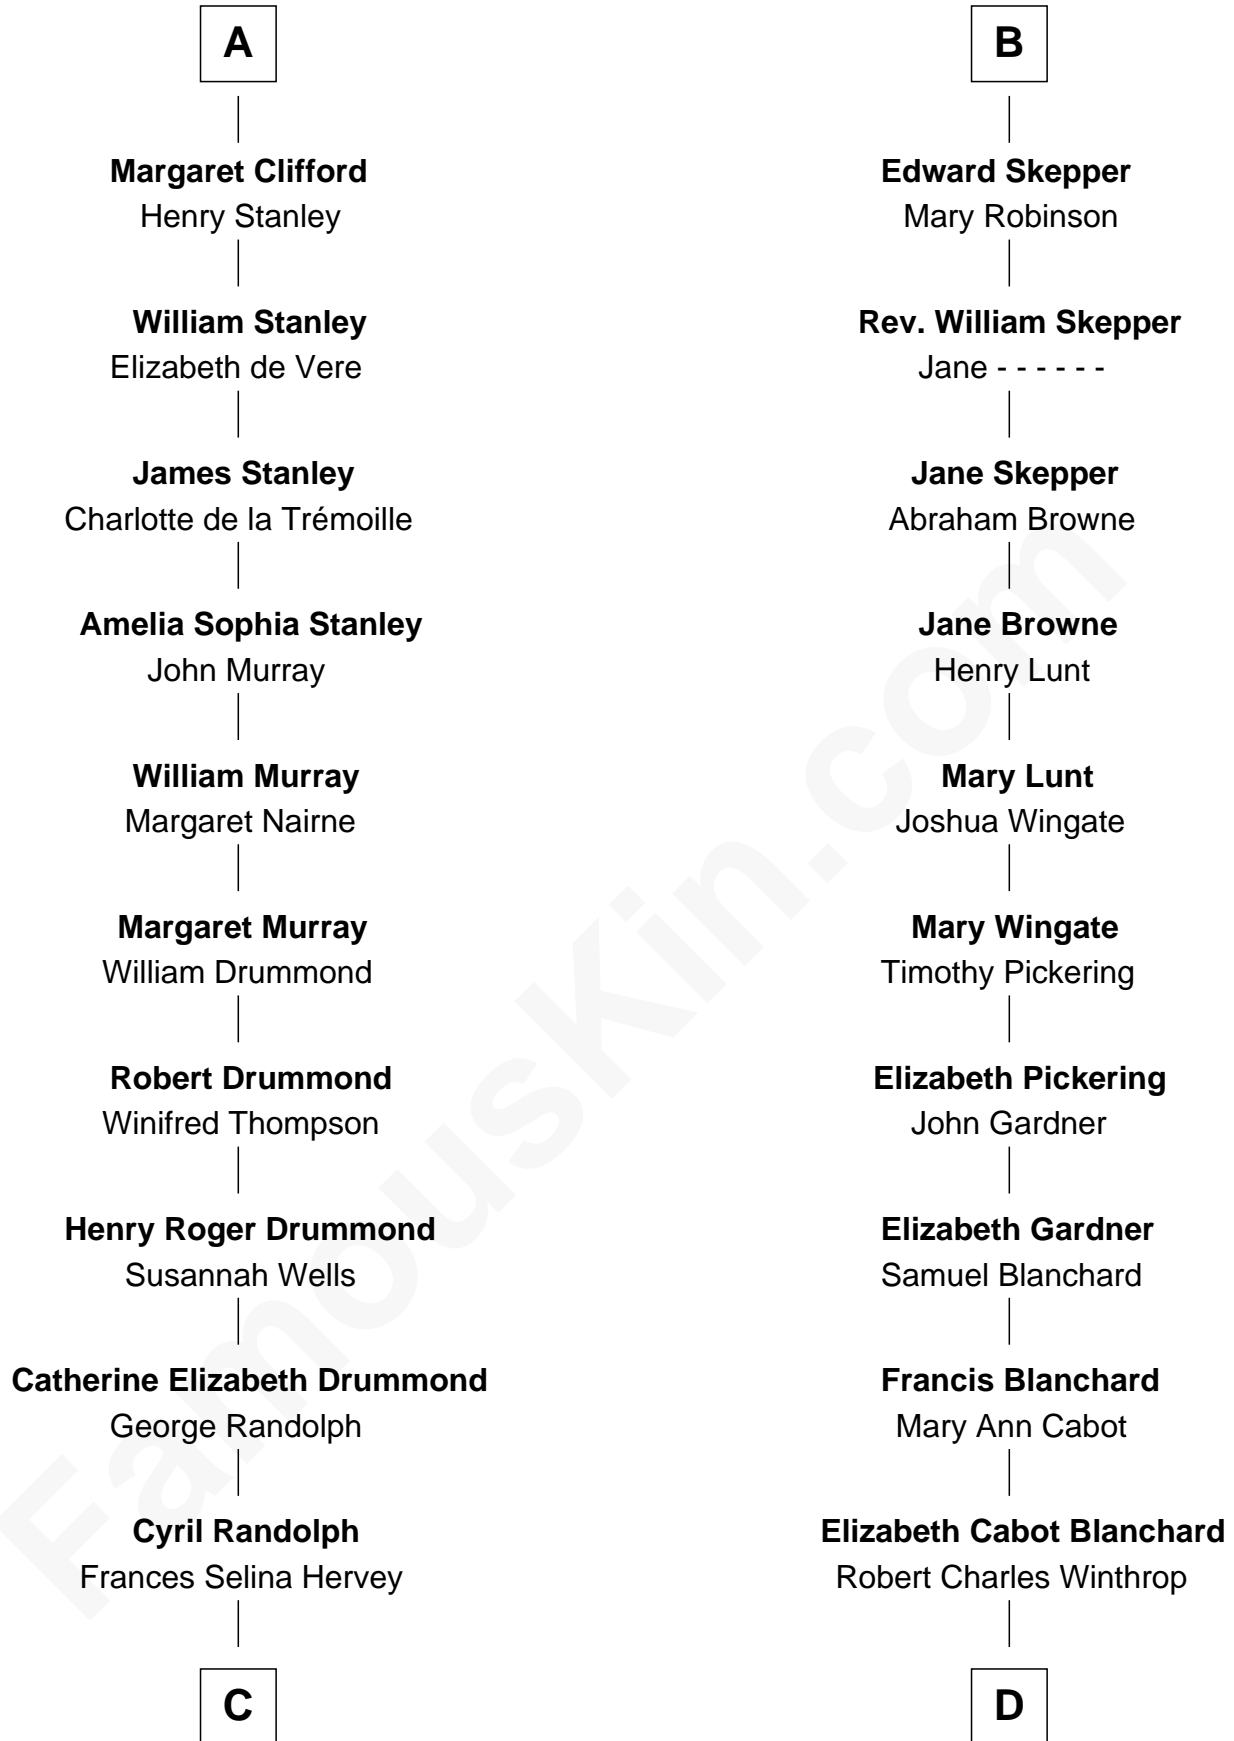 A
Margaret Clifford
Henry Stanley
William Stanley
Elizabeth de Vere
James Stanley
Charlotte de la Trémoille
Amelia Sophia Stanley
John Murray
William Murray
Margaret Nairne
Margaret Murray
William Drummond
Robert Drummond
Winifred Thompson
Henry Roger Drummond
Susannah Wells
Catherine Elizabeth Drummond
George Randolph
Cyril Randolph
Frances Selina Hervey
C
B
Edward Skepper
Mary Robinson
Rev. William Skepper
Jane - - - - - -
Jane Skepper
Abraham Browne
Jane Browne
Henry Lunt
Mary Lunt
Joshua Wingate
Mary Wingate
Timothy Pickering
Elizabeth Pickering
John Gardner
Elizabeth Gardner
Samuel Blanchard
Francis Blanchard
Mary Ann Cabot
Elizabeth Cabot Blanchard
Robert Charles Winthrop
D
FamousKin.com